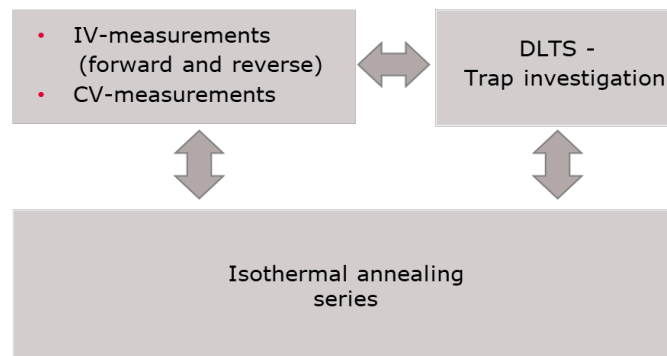 • IV-measurements
(forward and reverse)
• CV-measurements
DLTS -
Trap investigation
Isothermal annealing
series